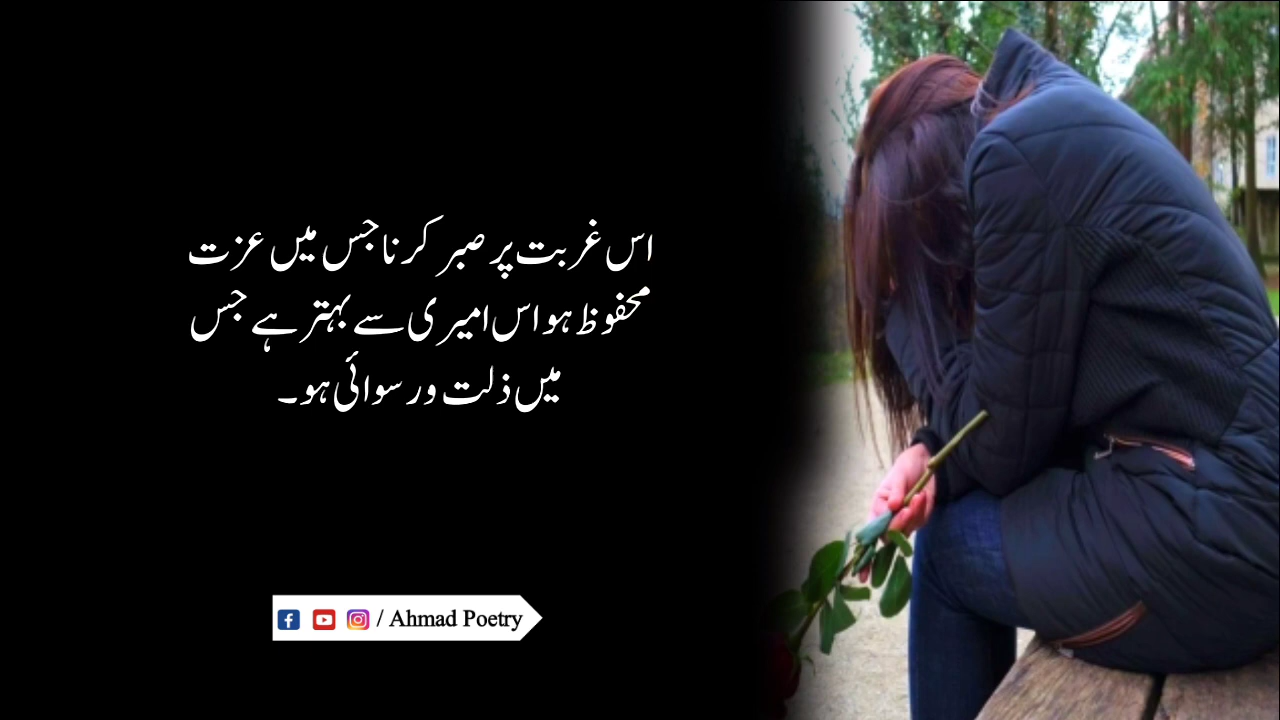 اس غربت پر صبر کرنا جس میں عزت
محفوظ ہو اس امیری سے بہتر ہے جس
میں ذلت و رسوائی ہو۔
/ Ahmad Poetry